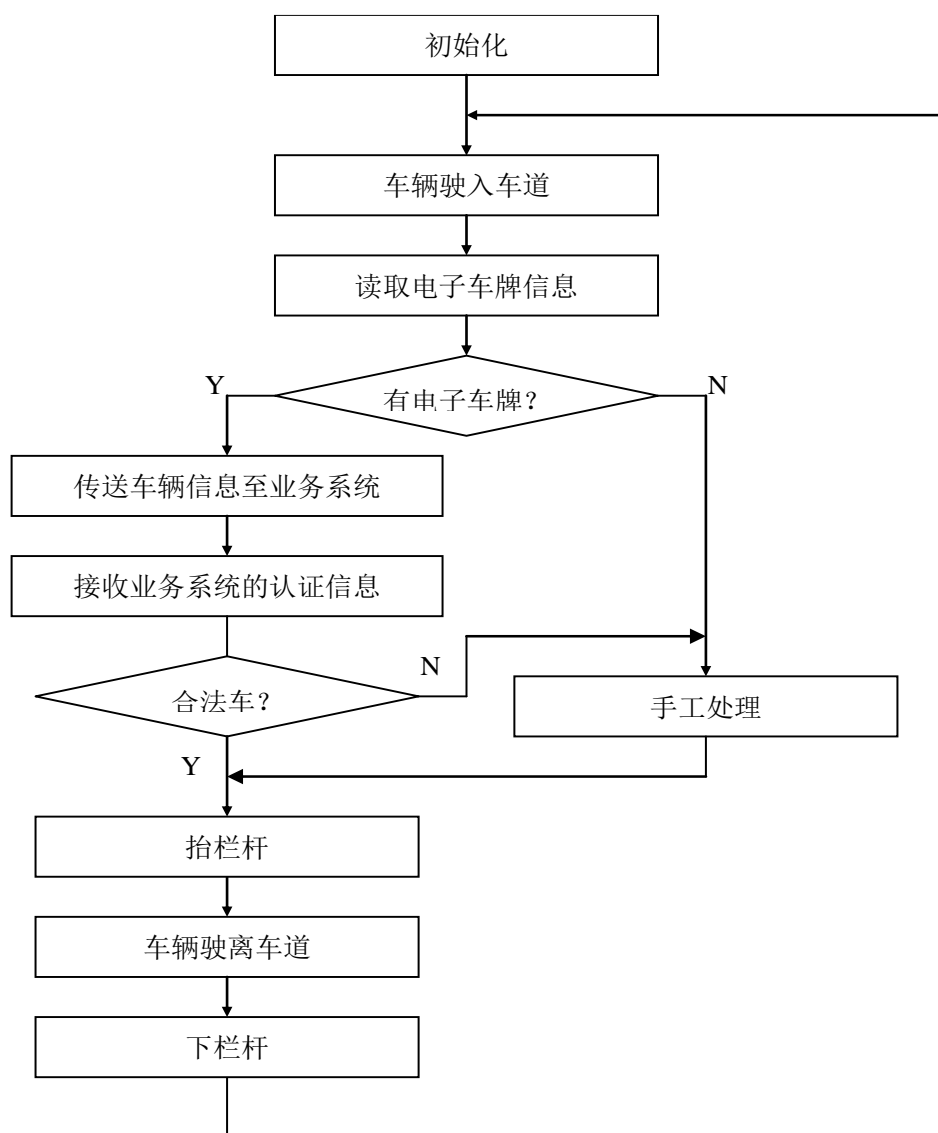 初始化
车辆驶入车道
读取电子车牌信息
Y
N
有电子车牌？
传送车辆信息至业务系统
接收业务系统的认证信息
N
合法车？
手工处理
Y
抬栏杆
车辆驶离车道
下栏杆